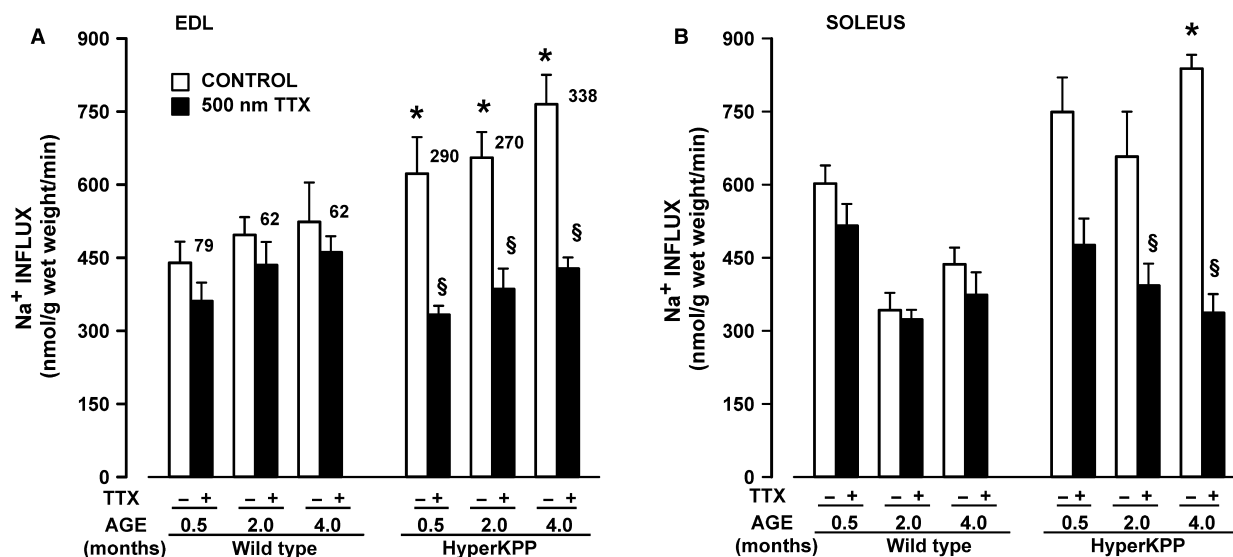 A
EDL
900
750
600
450
300
150
0
Na+ INFLUX
(nmol/g wet weight/min)
CONTROL
500 nm TTX
79
62
62
*
290
§
*
270
§
*
338
§
TTX – + – + – + – + – + – +
AGE 0.5 2.0 4.0 0.5 2.0 4.0
(months) Wild type HyperKPP
B
SOLEUS
900
750
600
450
300
150
0
Na+ INFLUX
(nmol/g wet weight/min)
§
*
§
TTX – + – + – + – + – + – +
AGE 0.5 2.0 4.0 0.5 2.0 4.0
(months) Wild type HyperKPP